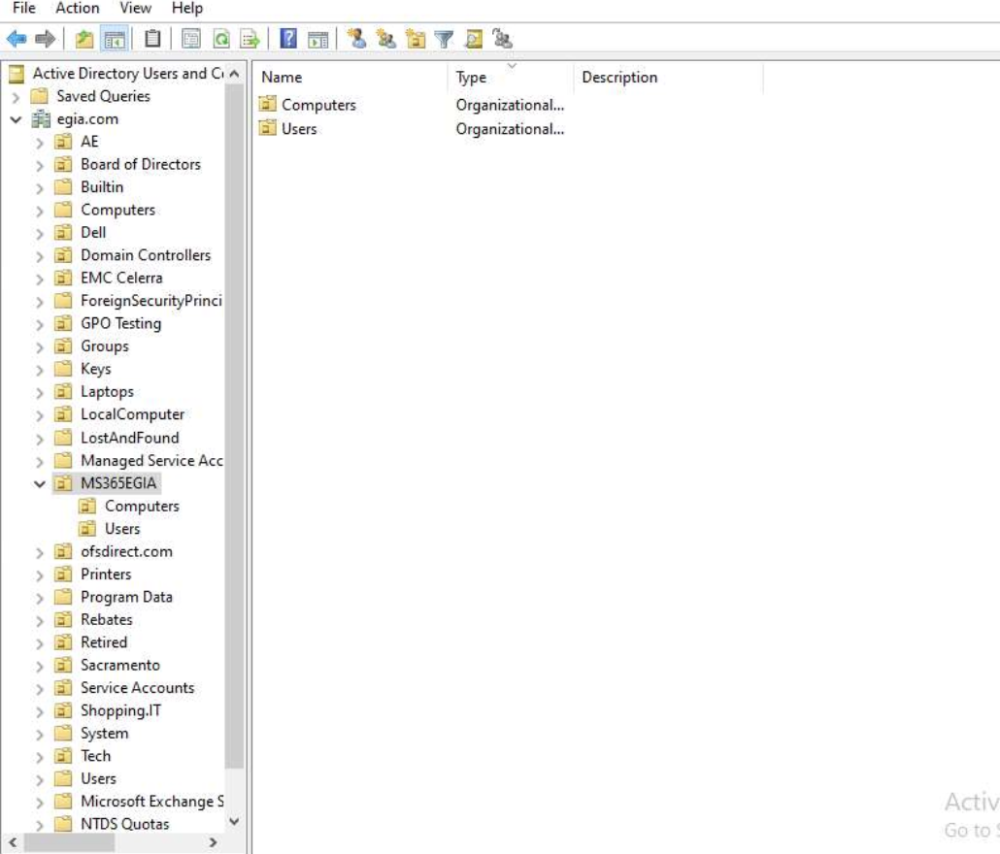 File Action View Help
Active Directory Users and C
Saved Queries
egia.com
AE
Board of Directors
Builtin
Computers
Dell
Domain Controllers
EMC Celerra
ForeignSecurityPrinci
GPO Testing
Groups
Keys
Laptops
LocalComputer
LostAndFound
Managed Service Acc
MS365EGIA
Computers
Users
ofsdirect.com
Printers
Program Data
Rebates
Retired
Sacramento
Service Accounts
Shopping.IT
System
Tech
Users
Microsoft Exchange S
NTDS Quotas
Name Type Description
Computers Organizational...
Users Organizational...
Activ
Go to S